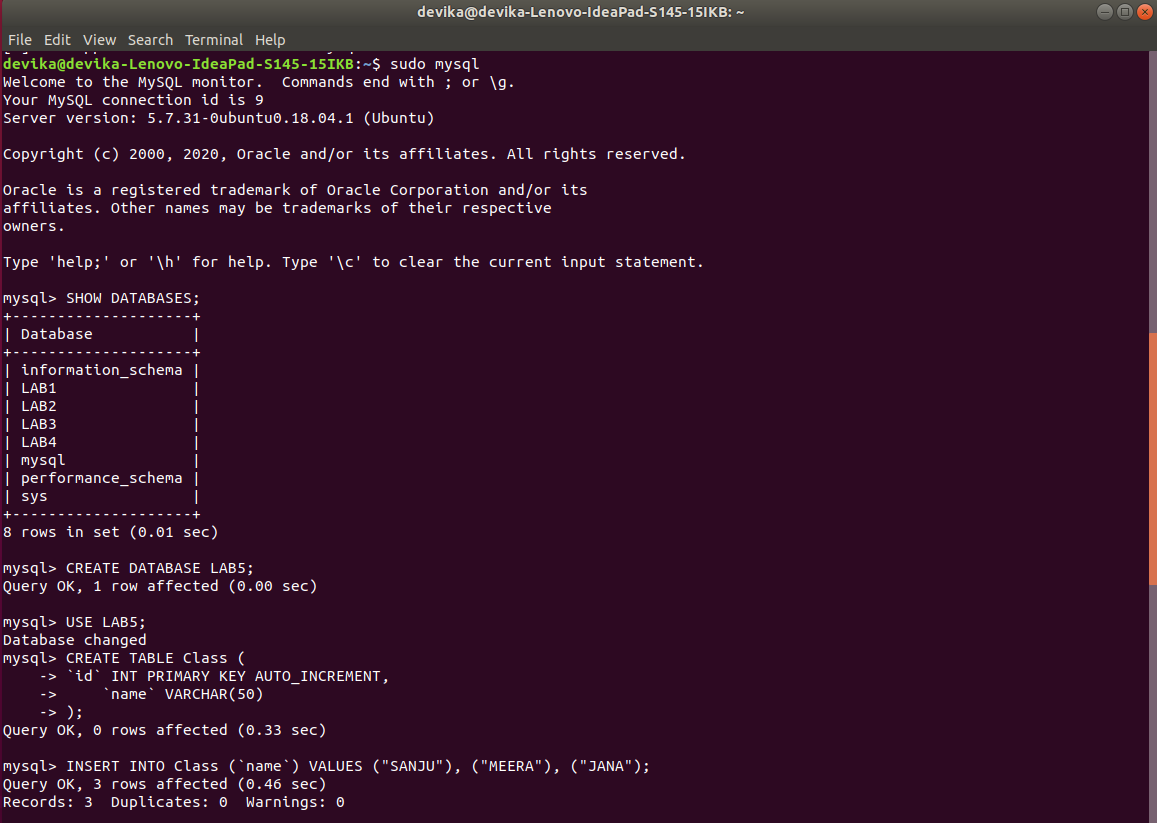 devika@devika-Lenovo-IdeaPad-S145-15IKB: ~
File Edit View Search Terminal Help
devika@devika-Lenovo-IdeaPad-S145-15IKB:~$ sudo mysql
Welcome to the MySQL monitor.  Commands end with ; or \g.
Your MySQL connection id is 9
Server version: 5.7.31-0ubuntu0.18.04.1 (Ubuntu)

Copyright (c) 2000, 2020, Oracle and/or its affiliates. All rights reserved.

Oracle is a registered trademark of Oracle Corporation and/or its
affiliates. Other names may be trademarks of their respective
owners.

Type 'help;' or '\h' for help. Type '\c' to clear the current input statement.

mysql> SHOW DATABASES;
+--------------------+
| Database           |
+--------------------+
| information_schema |
| LAB1               |
| LAB2               |
| LAB3               |
| LAB4               |
| mysql              |
| performance_schema |
| sys                |
+--------------------+
8 rows in set (0.01 sec)

mysql> CREATE DATABASE LAB5;
Query OK, 1 row affected (0.00 sec)

mysql> USE LAB5;
Database changed
mysql> CREATE TABLE Class (
    -> `id` INT PRIMARY KEY AUTO_INCREMENT,
    ->     `name` VARCHAR(50)
    -> );
Query OK, 0 rows affected (0.33 sec)

mysql> INSERT INTO Class (`name`) VALUES ("SANJU"), ("MEERA"), ("JANA");
Query OK, 3 rows affected (0.46 sec)
Records: 3  Duplicates: 0  Warnings: 0